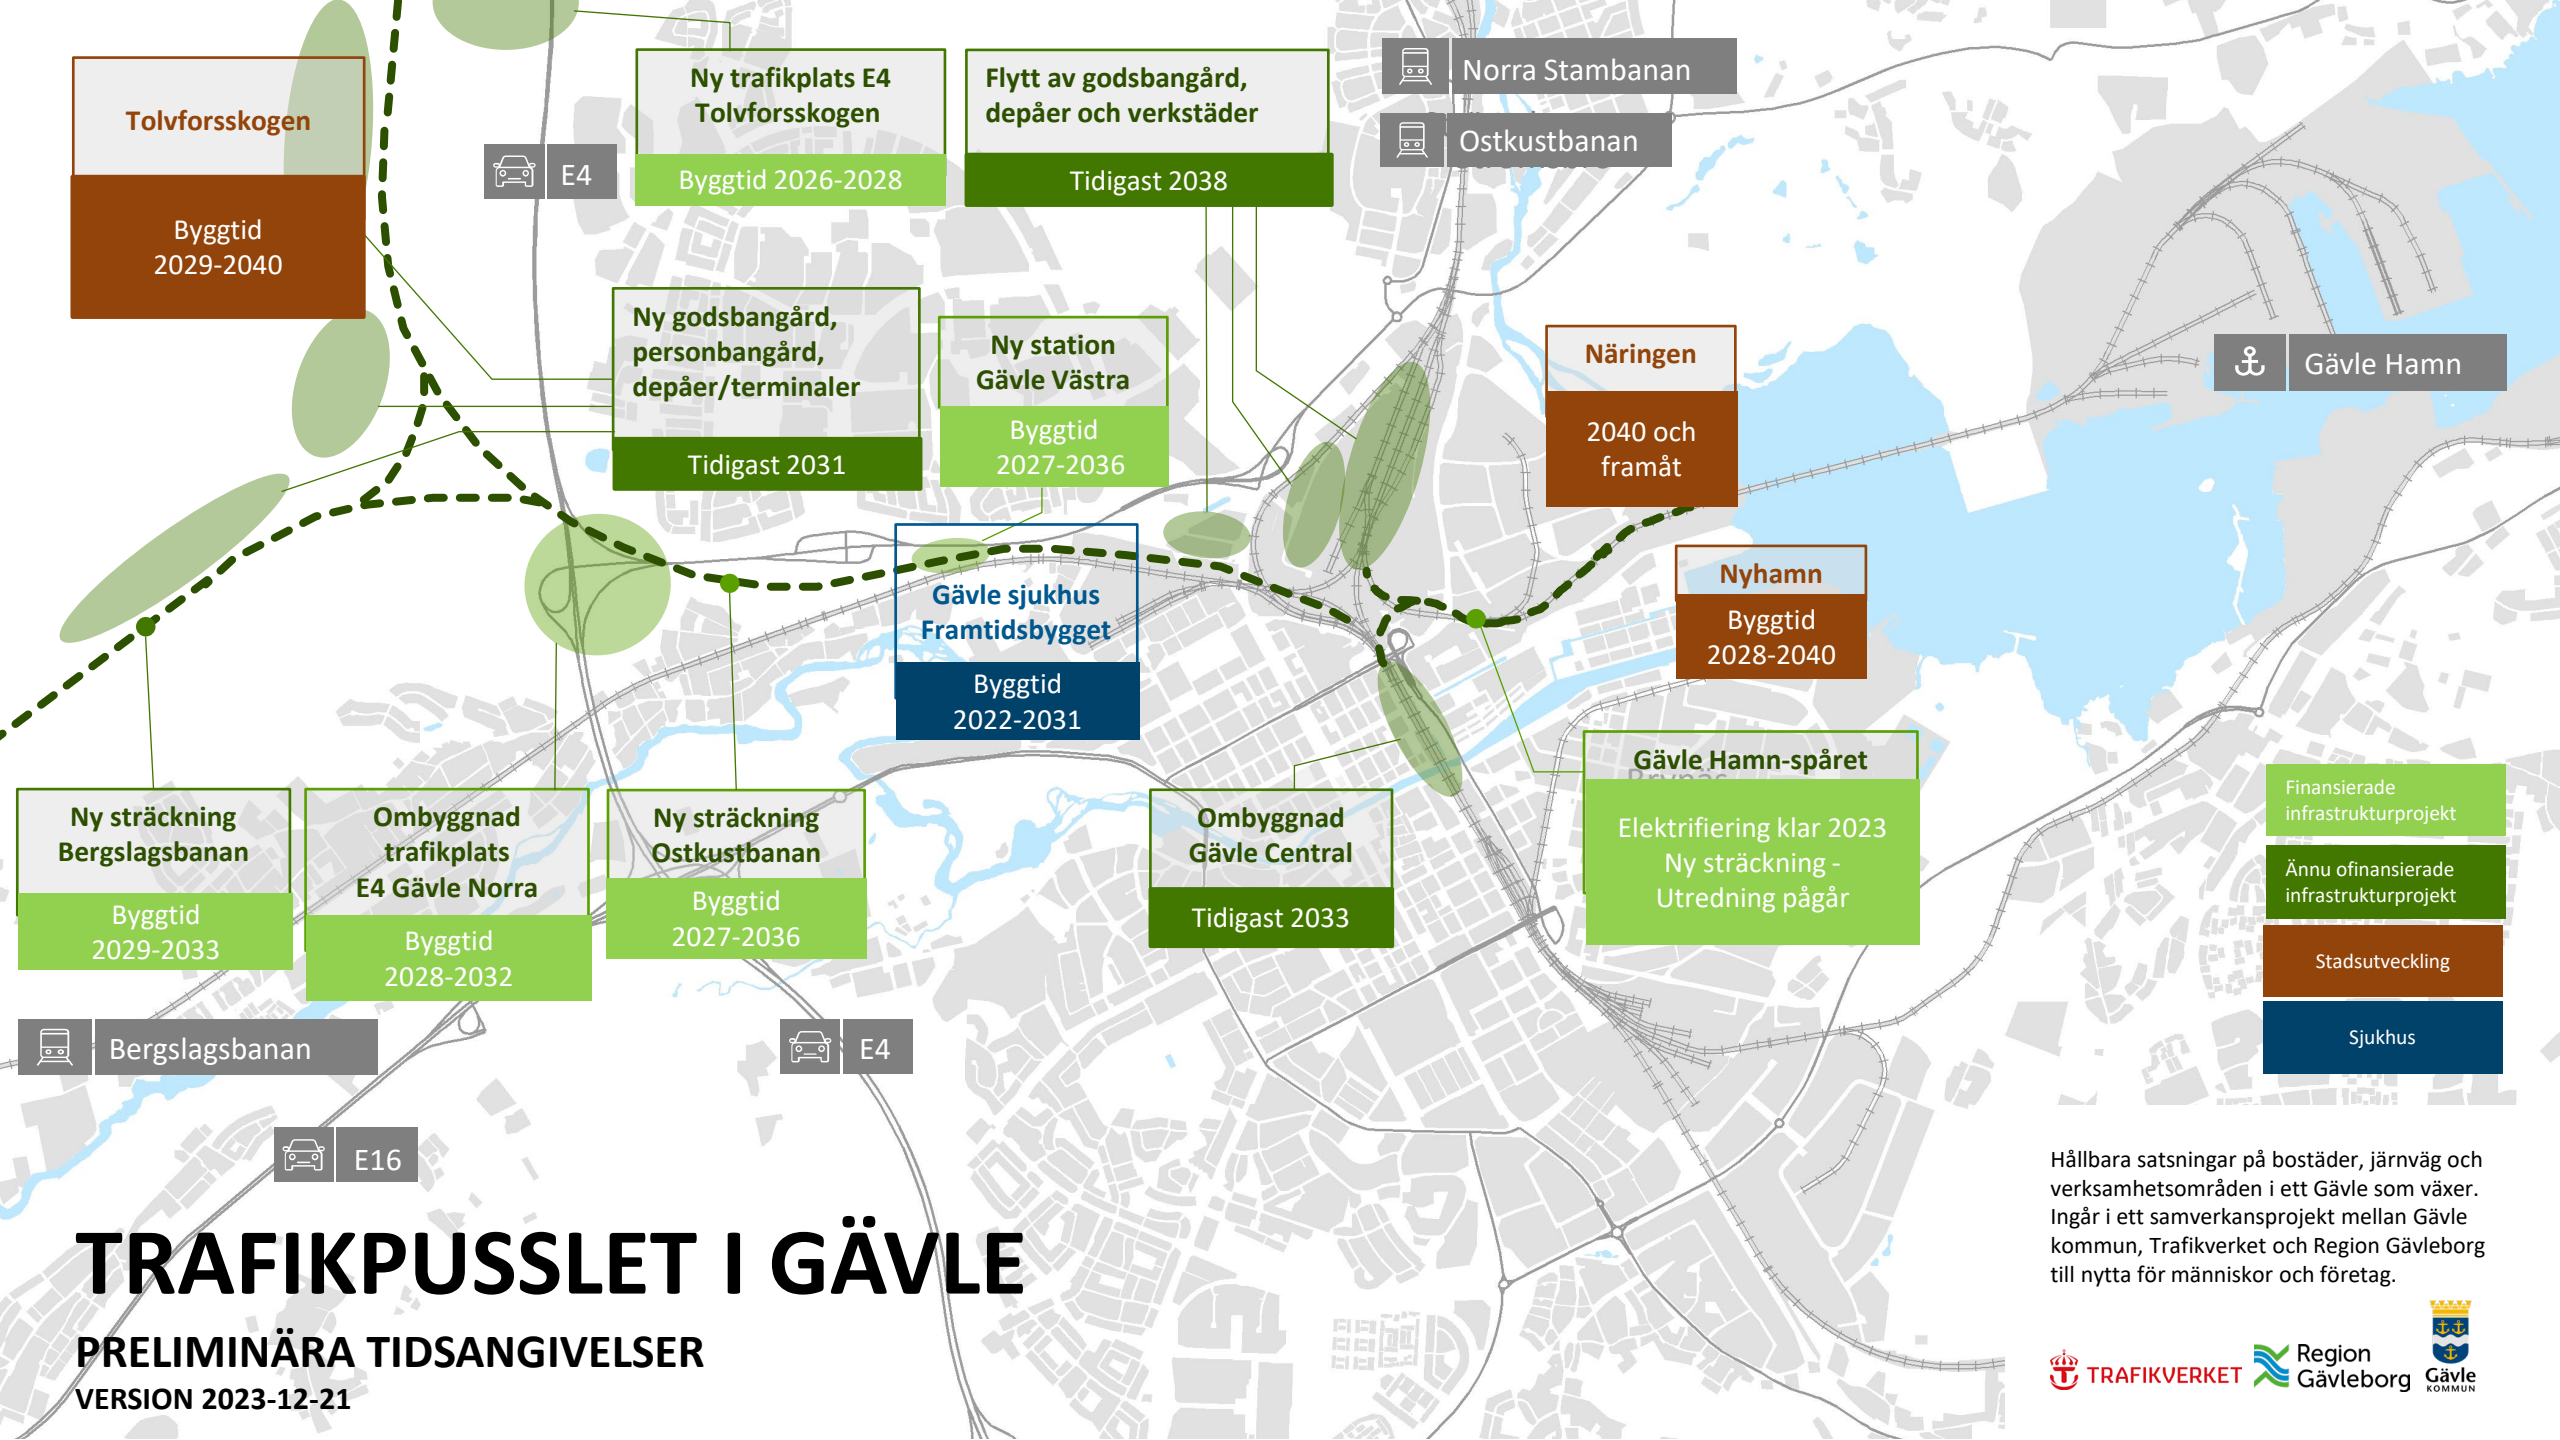 Tolvforsskogen
Byggtid
2029-2040
E4
Ny trafikplats E4
Tolvforsskogen
Byggtid 2026-2028
Flytt av godsbangård,
depåer och verkstäder
Tidigast 2038
Norra Stambanan
Ostkustbanan
Ny godsbangård,
personbangård,
depåer/terminaler
Tidigast 2031
Ny station
Gävle Västra
Byggtid
2027-2036
Näringen
2040 och
framåt
Gävle Hamn
Gävle sjukhus
Framtidsbygget
Byggtid
2022-2031
Nyhamn
Byggtid
2028-2040
Ny sträckning
Bergslagsbanan
Byggtid
2029-2033
Ombyggnad
trafikplats
E4 Gävle Norra
Byggtid
2028-2032
Ny sträckning
Ostkustbanan
Byggtid
2027-2036
Ombyggnad
Gävle Central
Tidigast 2033
Gävle Hamn-spåret
Brynäs
Elektrifiering klar 2023
Ny sträckning -
Utredning pågår
Finansierade
infrastrukturprojekt
Ännu ofinansierade
infrastrukturprojekt
Stadsutveckling
Sjukhus
Bergslagsbanan
E4
E16
TRAFIKPUSSLET I GÄVLE
PRELIMINÄRA TIDSANGIVELSER
VERSION 2023-12-21
Hållbara satsningar på bostäder, järnväg och
verksamhetsområden i ett Gävle som växer.
Ingår i ett samverkansprojekt mellan Gävle
kommun, Trafikverket och Region Gävleborg
till nytta för människor och företag.
TRAFIKVERKET
Region
Gävleborg
Gävle
KOMMUN